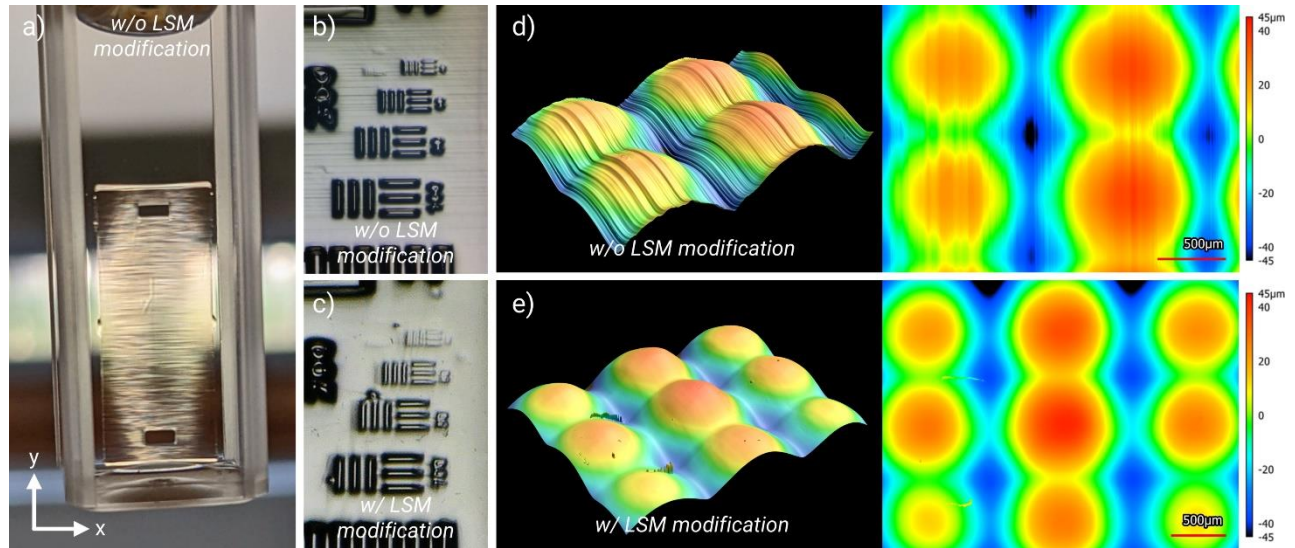 a)
w/o LSM
modification
y
x
b)
w/o LSM
modification
c)
w/ LSM
modification
d)
w/o LSM modification
500µm
45µm
40
20
0
-20
-40
-45
e)
w/ LSM modification
500µm
45µm
40
20
0
-20
-40
-45